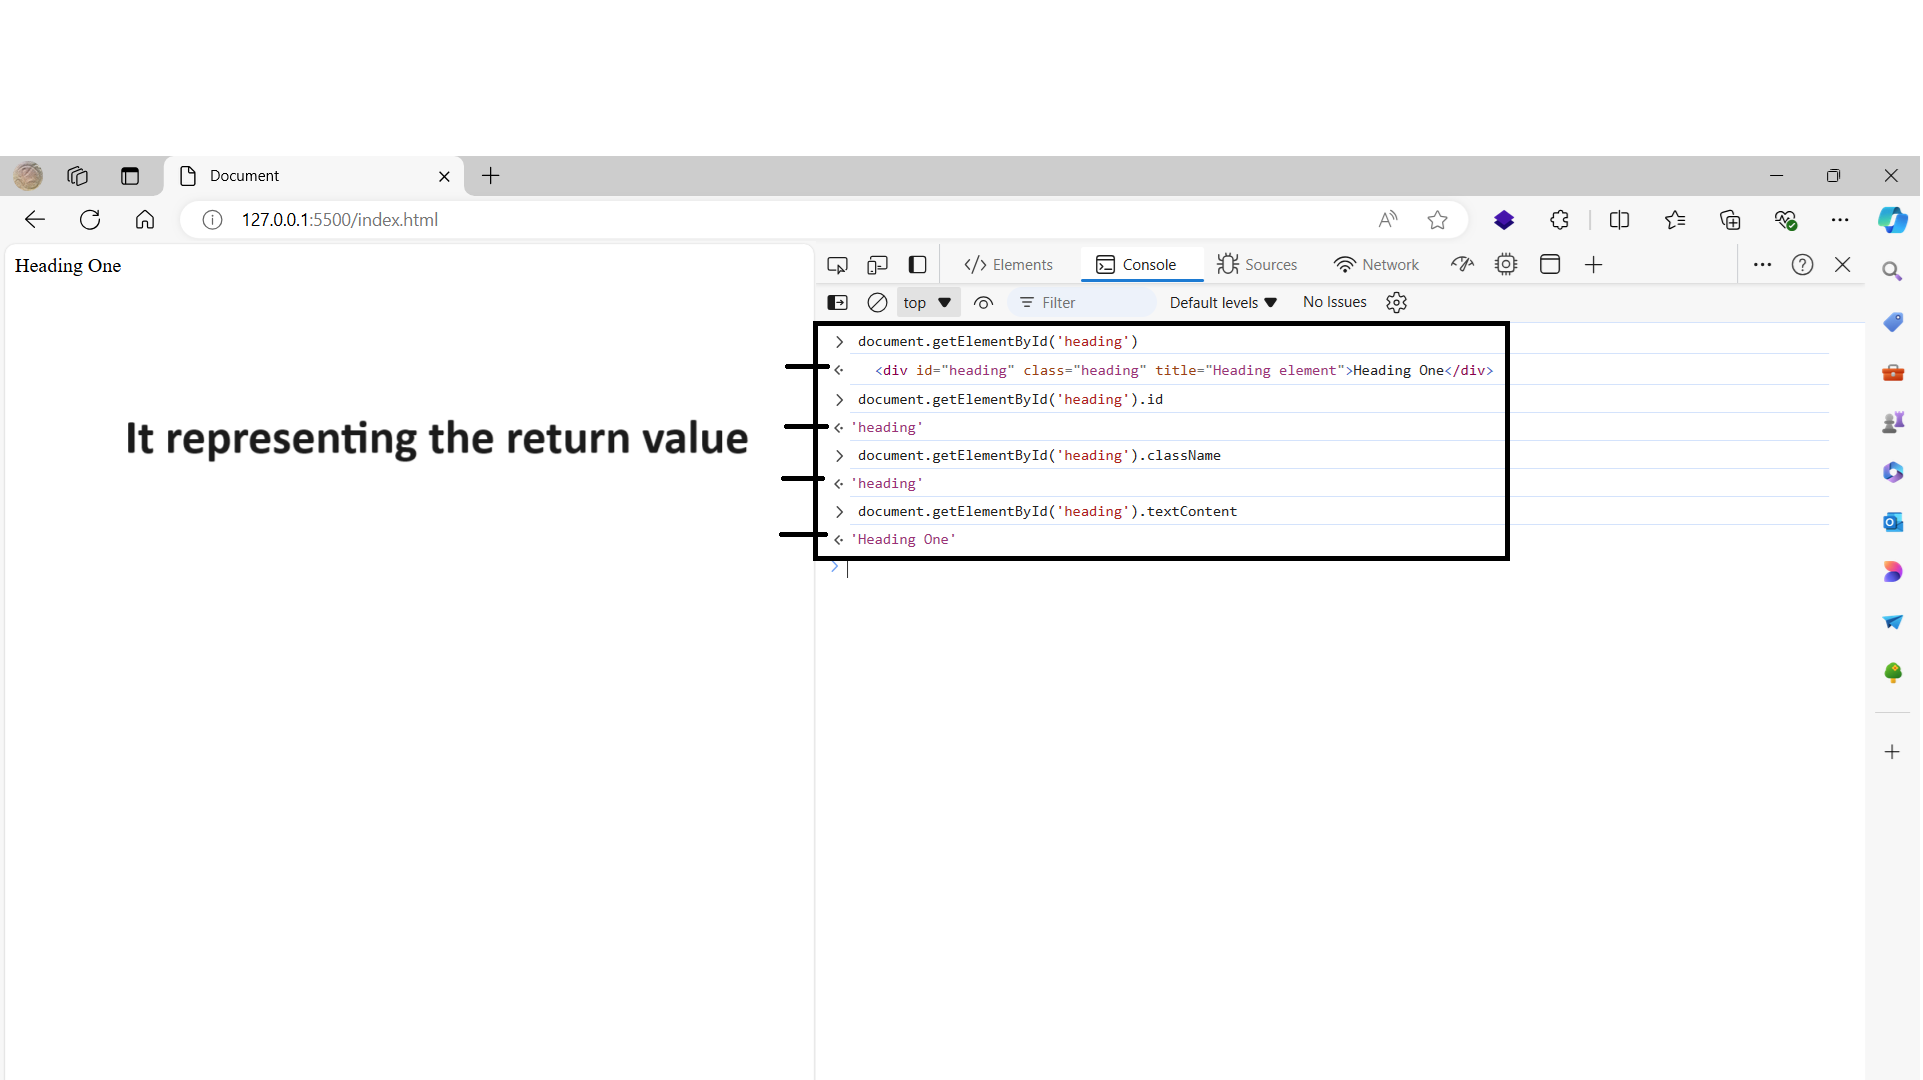 Document
127.0.0.1:5500/index.html
Heading One
Elements Console Sources Network
top Filter Default levels No Issues
document.getElementById('heading')
<div id="heading" class="heading" title="Heading element">Heading One</div>
document.getElementById('heading').id
'heading'
It representing the return value
document.getElementById('heading').className
'heading'
document.getElementById('heading').textContent
'Heading One'